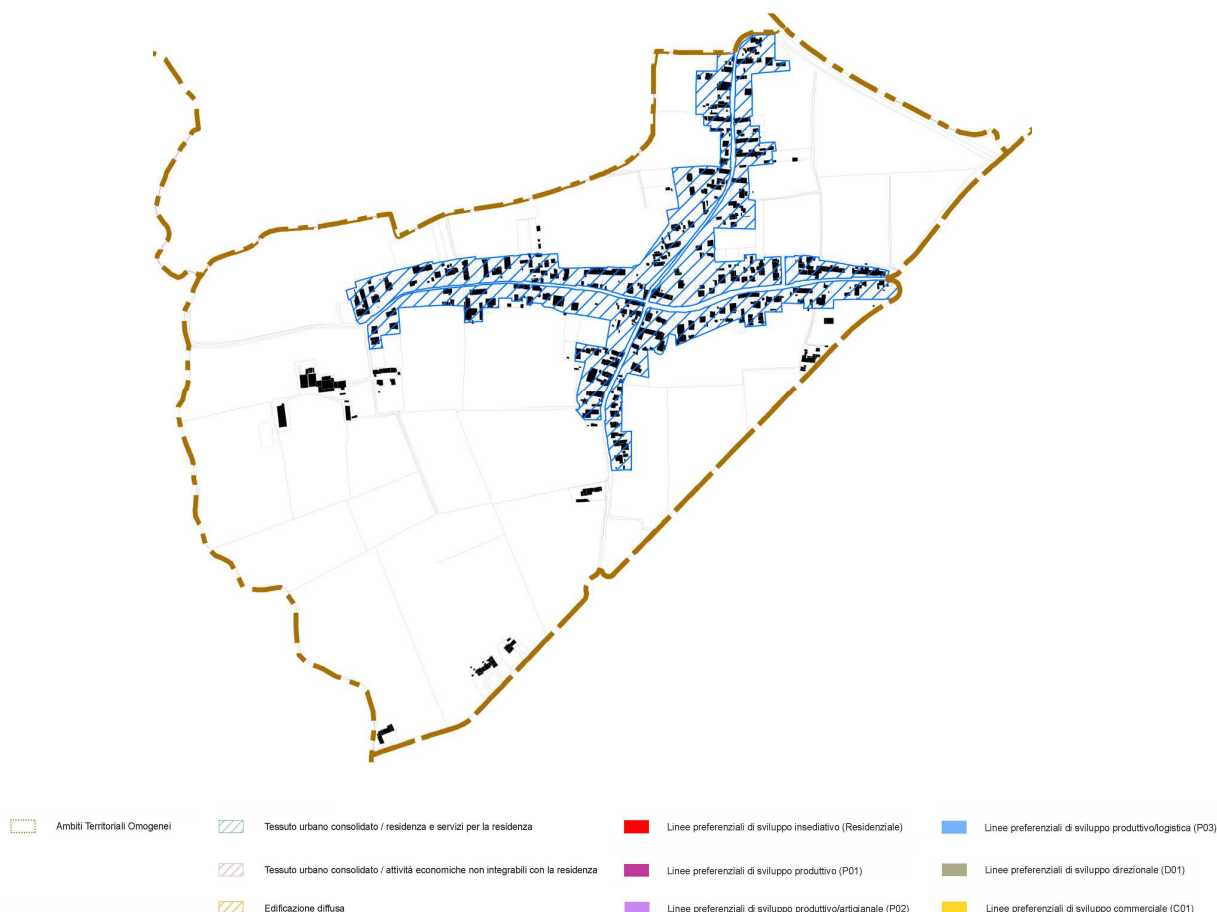 Ambiti Territoriali Omogenei
Tessuto urbano consolidato / residenza e servizi per la residenza
Linee preferenziali di sviluppo insediativo (Residenziale)
Linee preferenziali di sviluppo produttivo/logistica (P03)
Tessuto urbano consolidato / attività economiche non integrabili con la residenza
Linee preferenziali di sviluppo produttivo (P01)
Linee preferenziali di sviluppo direzionale (D01)
Edificazione diffusa
Linee preferenziali di sviluppo produttivo/artigianale (P02)
Linee preferenziali di sviluppo commerciale (C01)